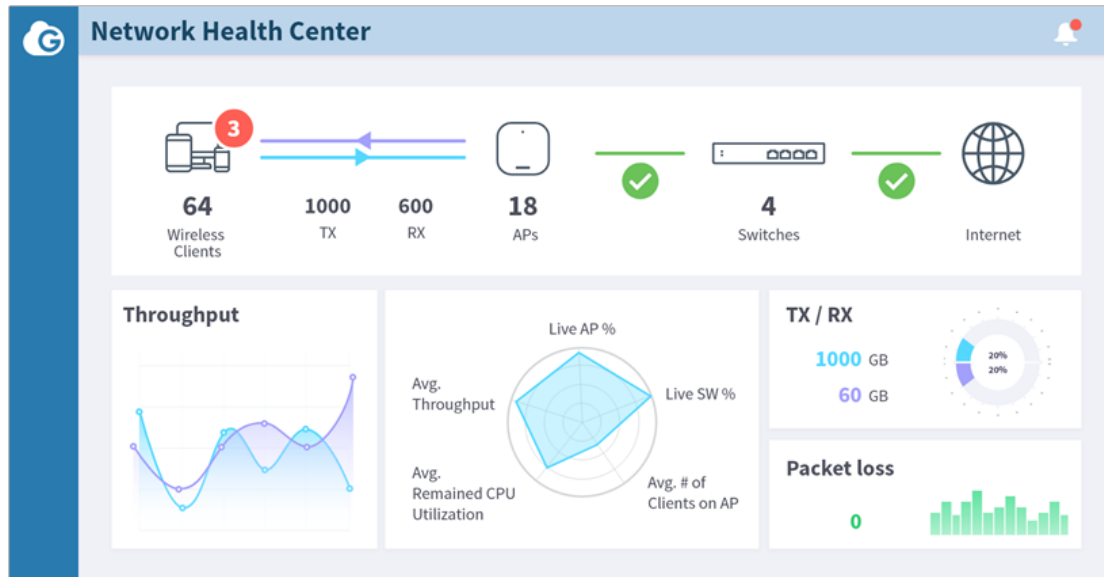 G
Network Health Center
3
64
Wireless
Clients
1000
TX
600
RX
18
APs
4
Switches
Internet
Throughput
Live AP %
Avg.
Throughput
Live SW %
Avg.
Remained CPU
Utilization
Avg. # of
Clients on AP
TX / RX
1000 GB
60 GB
20%
20%
Packet loss
0